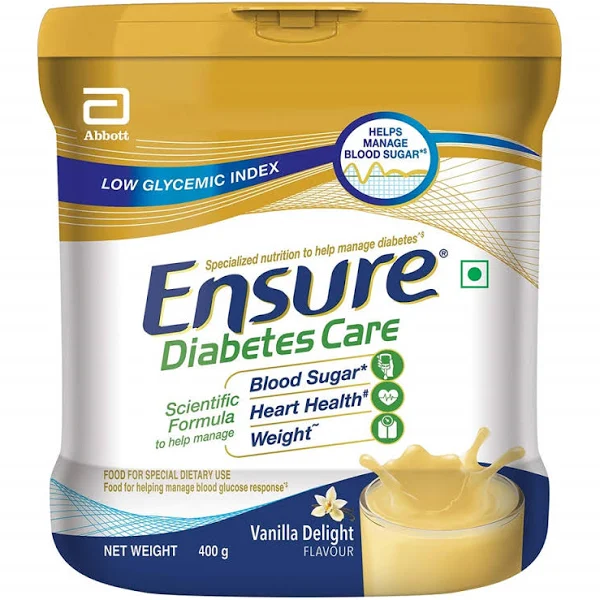 Abbott
LOW GLYCEMIC INDEX
HELPS
MANAGE
BLOOD SUGAR*$
Specialized nutrition to help manage diabetes*$
Ensure®
Diabetes Care
Scientific
Formula
to help manage
Blood Sugar*
Heart Health#
Weight~
FOOD FOR SPECIAL DIETARY USE
Food for helping manage blood glucose response*$
Vanilla Delight
FLAVOUR
NET WEIGHT 400 g